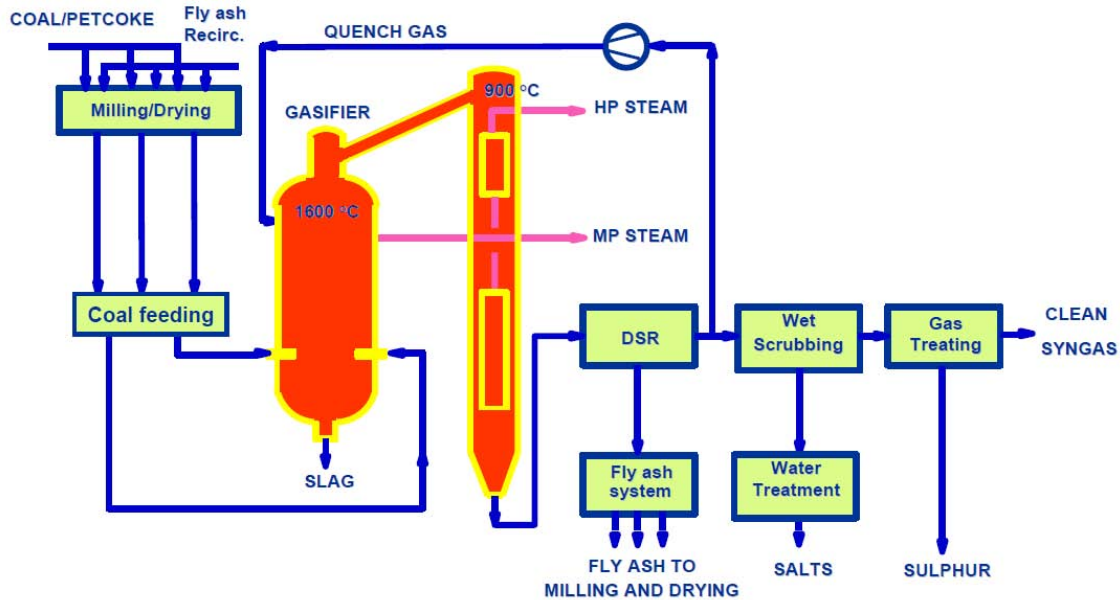 COAL/PETCOKE
Fly ash
Recirc.
QUENCH GAS
Milling/Drying
GASIFIER
900 °C
HP STEAM
1600 °C
MP STEAM
Coal feeding
DSR
Wet
Scrubbing
Gas
Treating
CLEAN
SYNGAS
SLAG
Fly ash
system
Water
Treatment
FLY ASH TO
MILLING AND DRYING
SALTS
SULPHUR